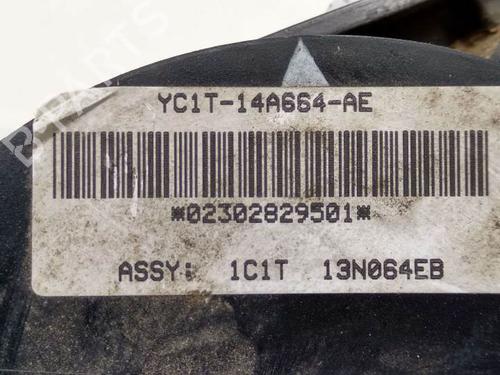 YC1T-14A664-AE
*02302829501*
ASSY: 1C1T 13N064EB